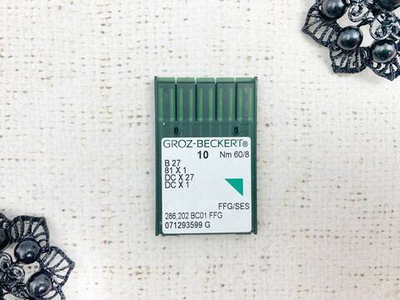 GROZ-BECKERT®
10 Nm 60/8
B 27
81 X 1
DC X 27
DC X 1
FFG/SES
286,202 BC01 FFG
071293599 G